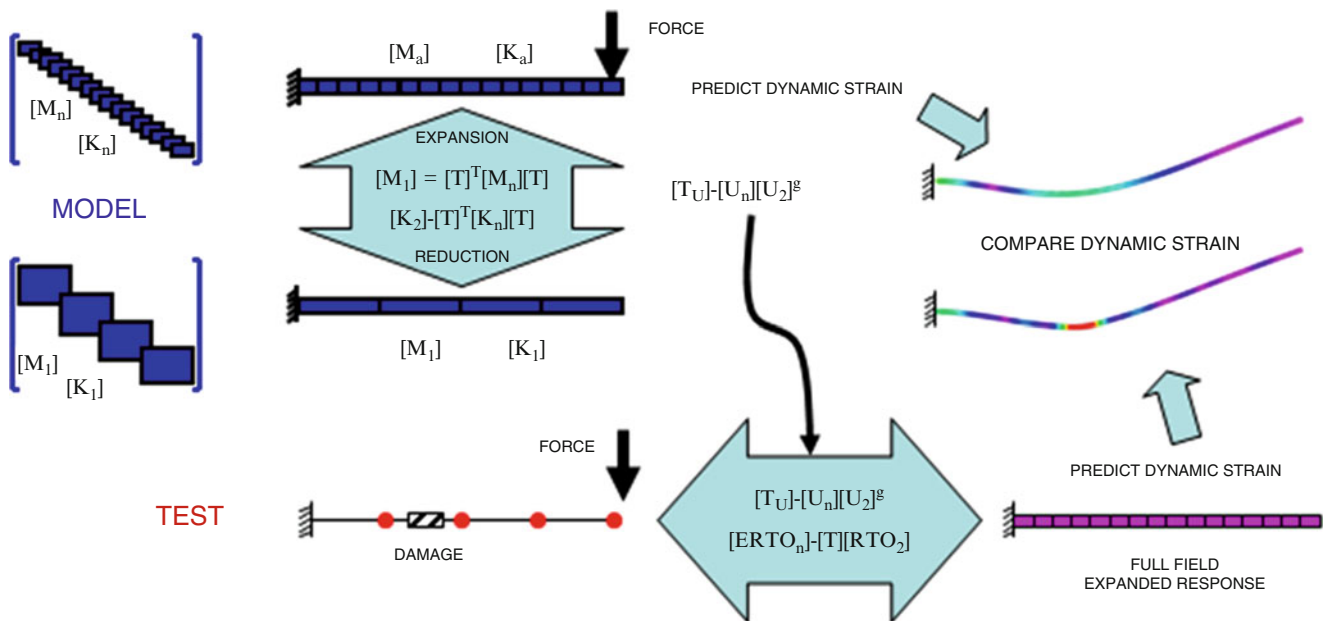 [Mₙ]
[Kₙ]
MODEL
[M₁]
[K₁]
[Mₐ] [Kₐ]
FORCE
EXPANSION
[M₁] = [T]ᵀ[Mₙ][T]
[K₂]-[T]ᵀ[Kₙ][T]
REDUCTION
[M₁] [K₁]
PREDICT DYNAMIC STRAIN
[T_U]-[Uₙ][U₂]ᵍ
COMPARE DYNAMIC STRAIN
TEST
FORCE
DAMAGE
[T_U]-[Uₙ][U₂]ᵍ
[ERTOₙ]-[T][RTO₂]
PREDICT DYNAMIC STRAIN
FULL FIELD
EXPANDED RESPONSE